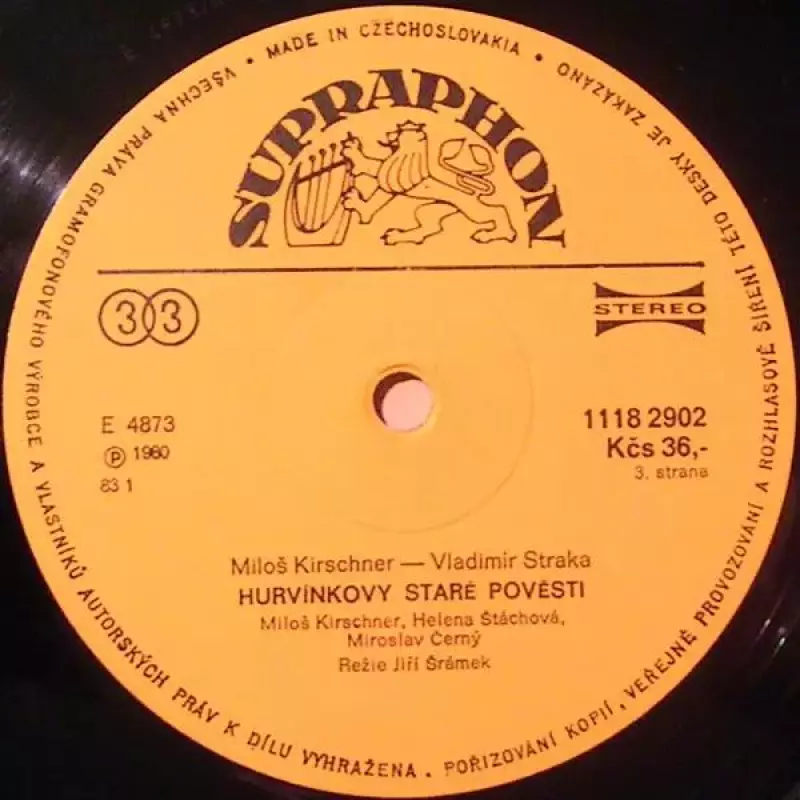 VŠECHNA PRÁVA GRAMOFONOVÉHO VÝROBCE A VLASTNÍKŮ AUTORSKÝCH PRÁV K DÍLU VYHRAŽENA. POŘIZOVÁNÍ KOPIÍ, VEŘEJNÉ PROVOZOVÁNÍ A ROZHLASOVÉ ŠÍŘENÍ TÉTO DESKY JE ZAKÁZÁNO • MADE IN CZECHOSLOVAKIA •
SUPRAPHON
33
STEREO
E 4873
℗ 1980
83 1
1118 2902
Kčs 36,-
3. strana
Miloš Kirschner — Vladimír Straka
HURVÍNKOVY STARÉ POVĚSTI
Miloš Kirschner, Helena Štáchová,
Miroslav Černý
Režie Jiří Šrámek